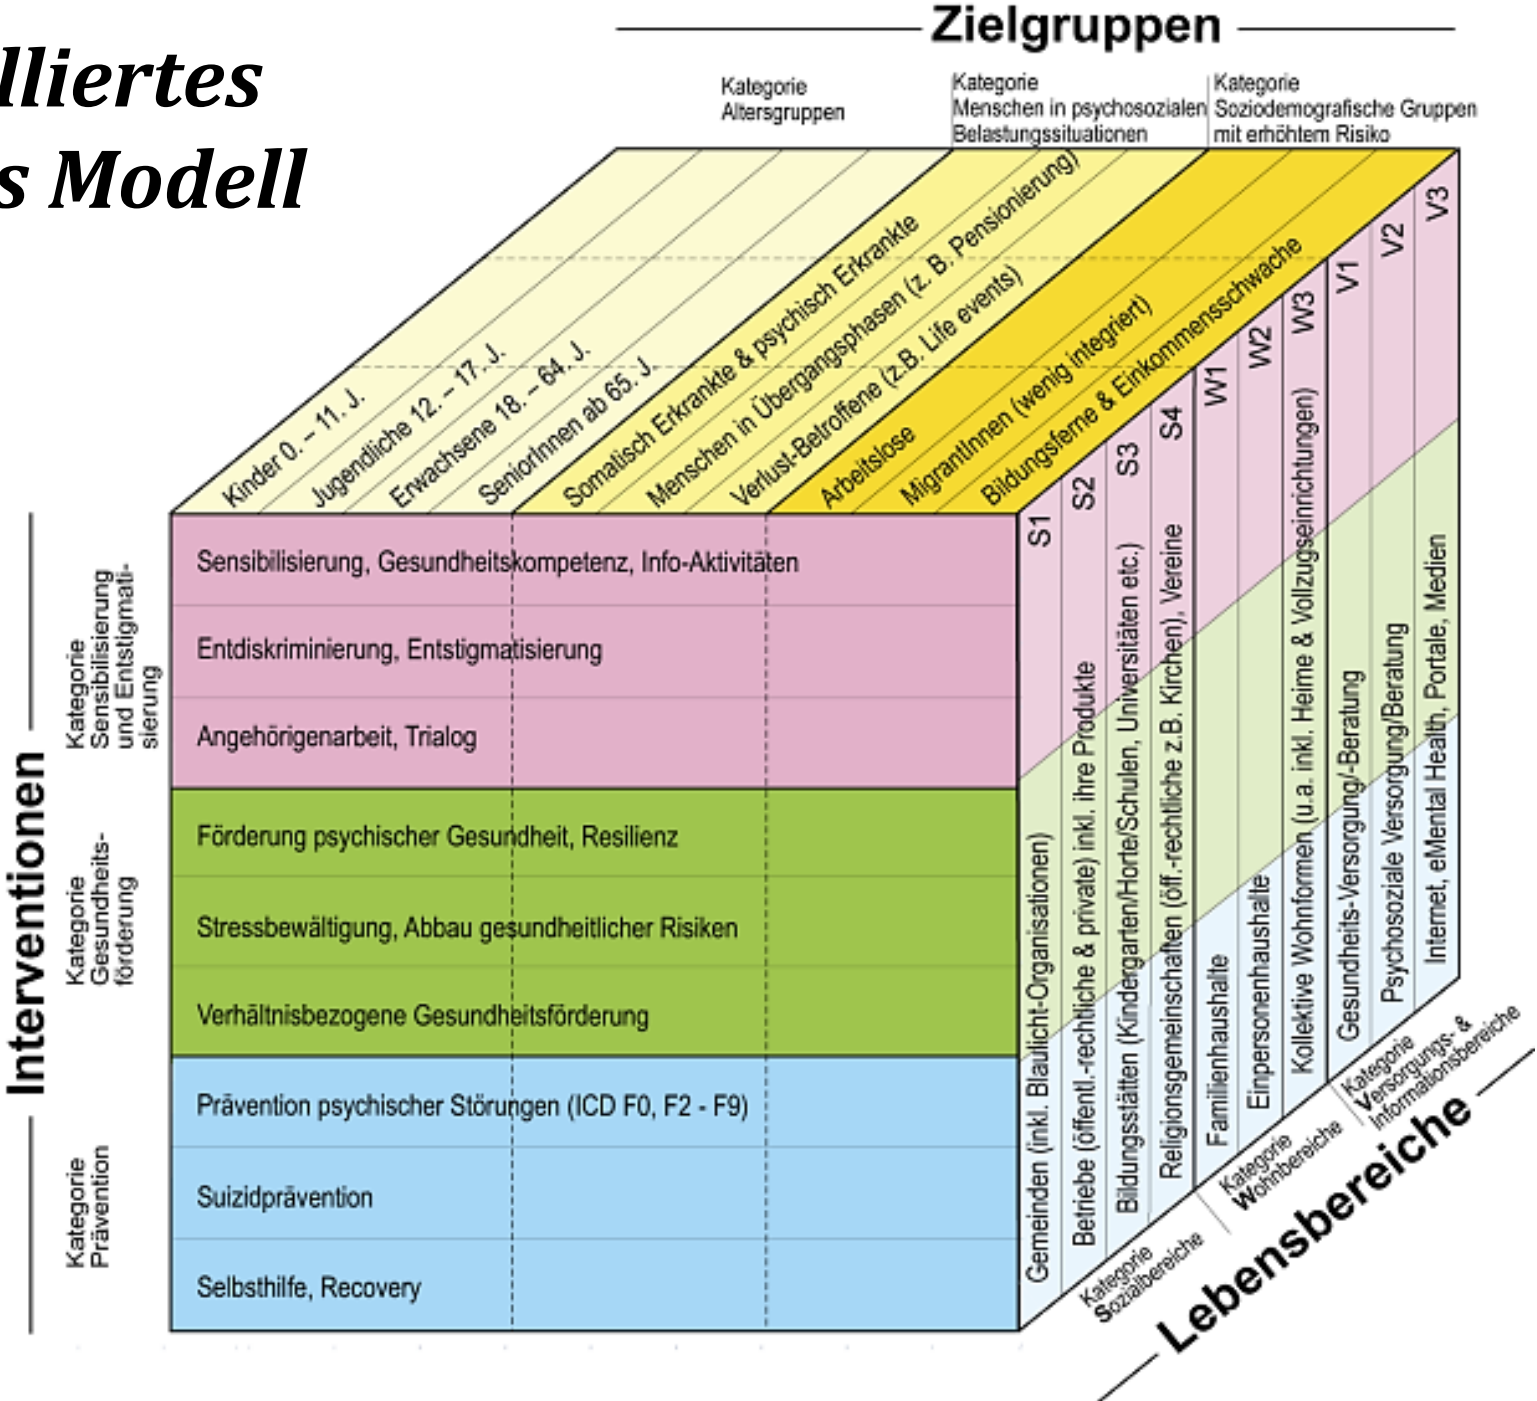 lliertes
s Modell
Zielgruppen
Kategorie
Altersgruppen
Kategorie
Menschen in psychosozialen
Belastungssituationen
Kategorie
Soziodemografische Gruppen
mit erhöhtem Risiko
Kinder 0. – 11. J.
Jugendliche 12. – 17. J.
Erwachsene 18. – 64. J.
SeniorInnen ab 65. J.
Somatisch Erkrankte & psychisch Erkrankte
Menschen in Übergangsphasen (z. B. Pensionierung)
Verlust-Betroffene (z.B. Life events)
Arbeitslose
MigrantInnen (wenig integriert)
Bildungsferne & Einkommensschwache
Interventionen
Kategorie
Sensibilisierung
und Entstigmati-
sierung
Sensibilisierung, Gesundheitskompetenz, Info-Aktivitäten
Entdiskriminierung, Entstigmatisierung
Angehörigenarbeit, Trialog
Kategorie
Gesundheits-
förderung
Förderung psychischer Gesundheit, Resilienz
Stressbewältigung, Abbau gesundheitlicher Risiken
Verhältnisbezogene Gesundheitsförderung
Kategorie
Prävention
Prävention psychischer Störungen (ICD F0, F2 - F9)
Suizidprävention
Selbsthilfe, Recovery
S1
Gemeinden (inkl. Blaulicht-Organisationen)
S2
Betriebe (öffentl.-rechtliche & private) inkl. ihre Produkte
S3
Bildungsstätten (Kindergarten/Horte/Schulen, Universitäten etc.)
S4
Religionsgemeinschaften (öff.-rechtliche z.B. Kirchen), Vereine
W1
Familienhaushalte
W2
Einpersonenhaushalte
W3
Kollektive Wohnformen (u.a. inkl. Heime & Vollzugseinrichtungen)
V1
Gesundheits-Versorgung/-Beratung
V2
Psychosoziale Versorgung/Beratung
V3
Internet, eMental Health, Portale, Medien
Kategorie
Sozialbereiche
Kategorie
Wohnbereiche
Kategorie
Versorgungs- &
Informationsbereiche
Lebensbereiche